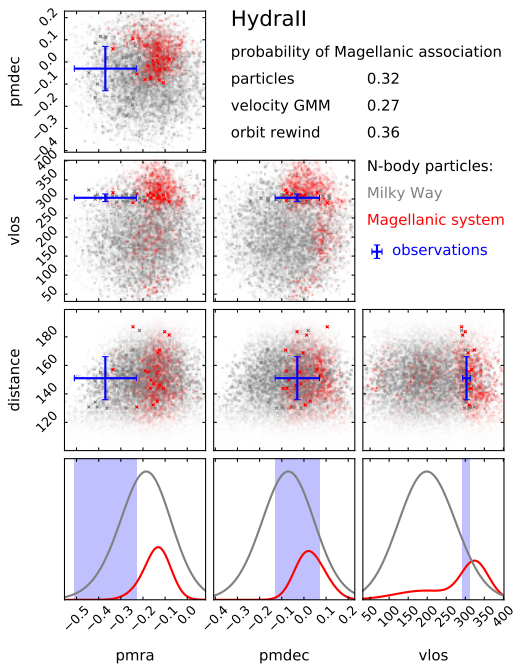 HydraII
probability of Magellanic association
particles 0.32
velocity GMM 0.27
orbit rewind 0.36
N-body particles:
Milky Way
Magellanic system
observations
pmdec
0.2
0.1
−0.0
−0.1
−0.2
−0.3
−0.4
vlos
400
350
300
250
200
150
100
50
distance
180
160
140
120
−0.5 −0.4 −0.3 −0.2 −0.1 0.0
−0.4 −0.3 −0.2 −0.1 0.0 0.1 0.2
50 100 150 200 250 300 350 400
pmra pmdec vlos